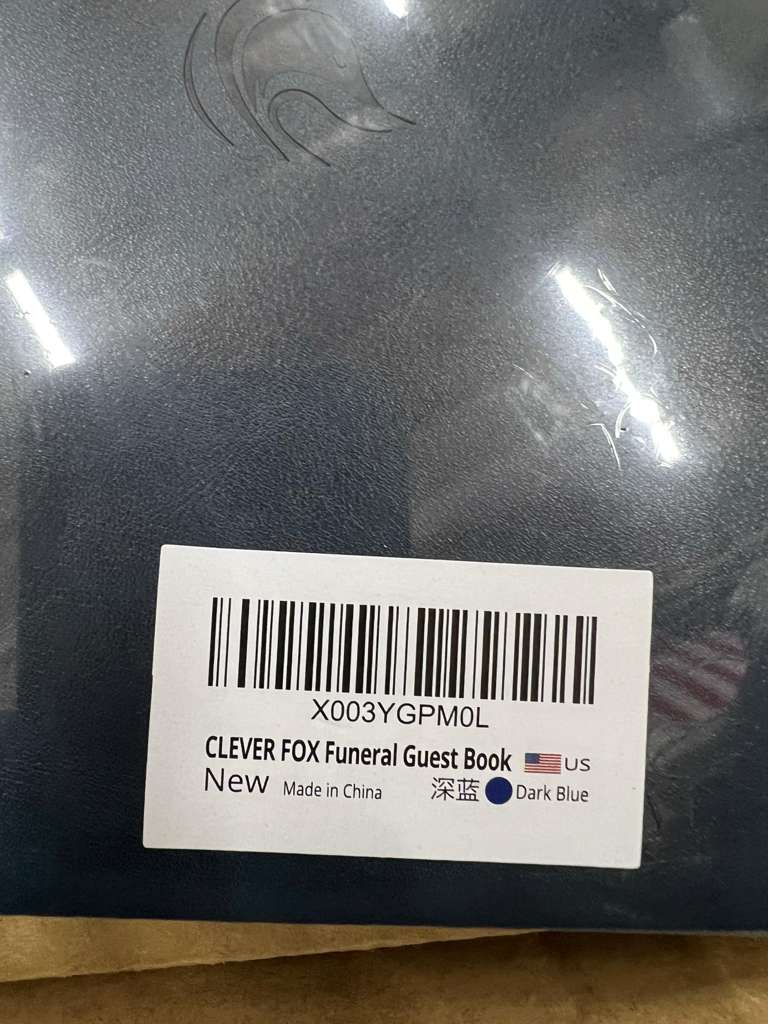 X003YGPM0L
CLEVER FOX Funeral Guest Book US
New Made in China 深蓝 Dark Blue